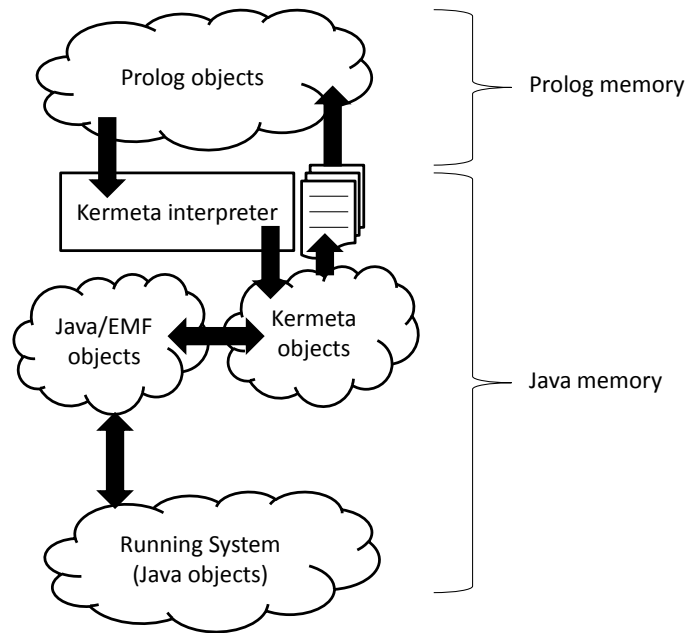 Prolog objects
Prolog memory
Kermeta interpreter
Java/EMF
objects
Kermeta
objects
Java memory
Running System
(Java objects)